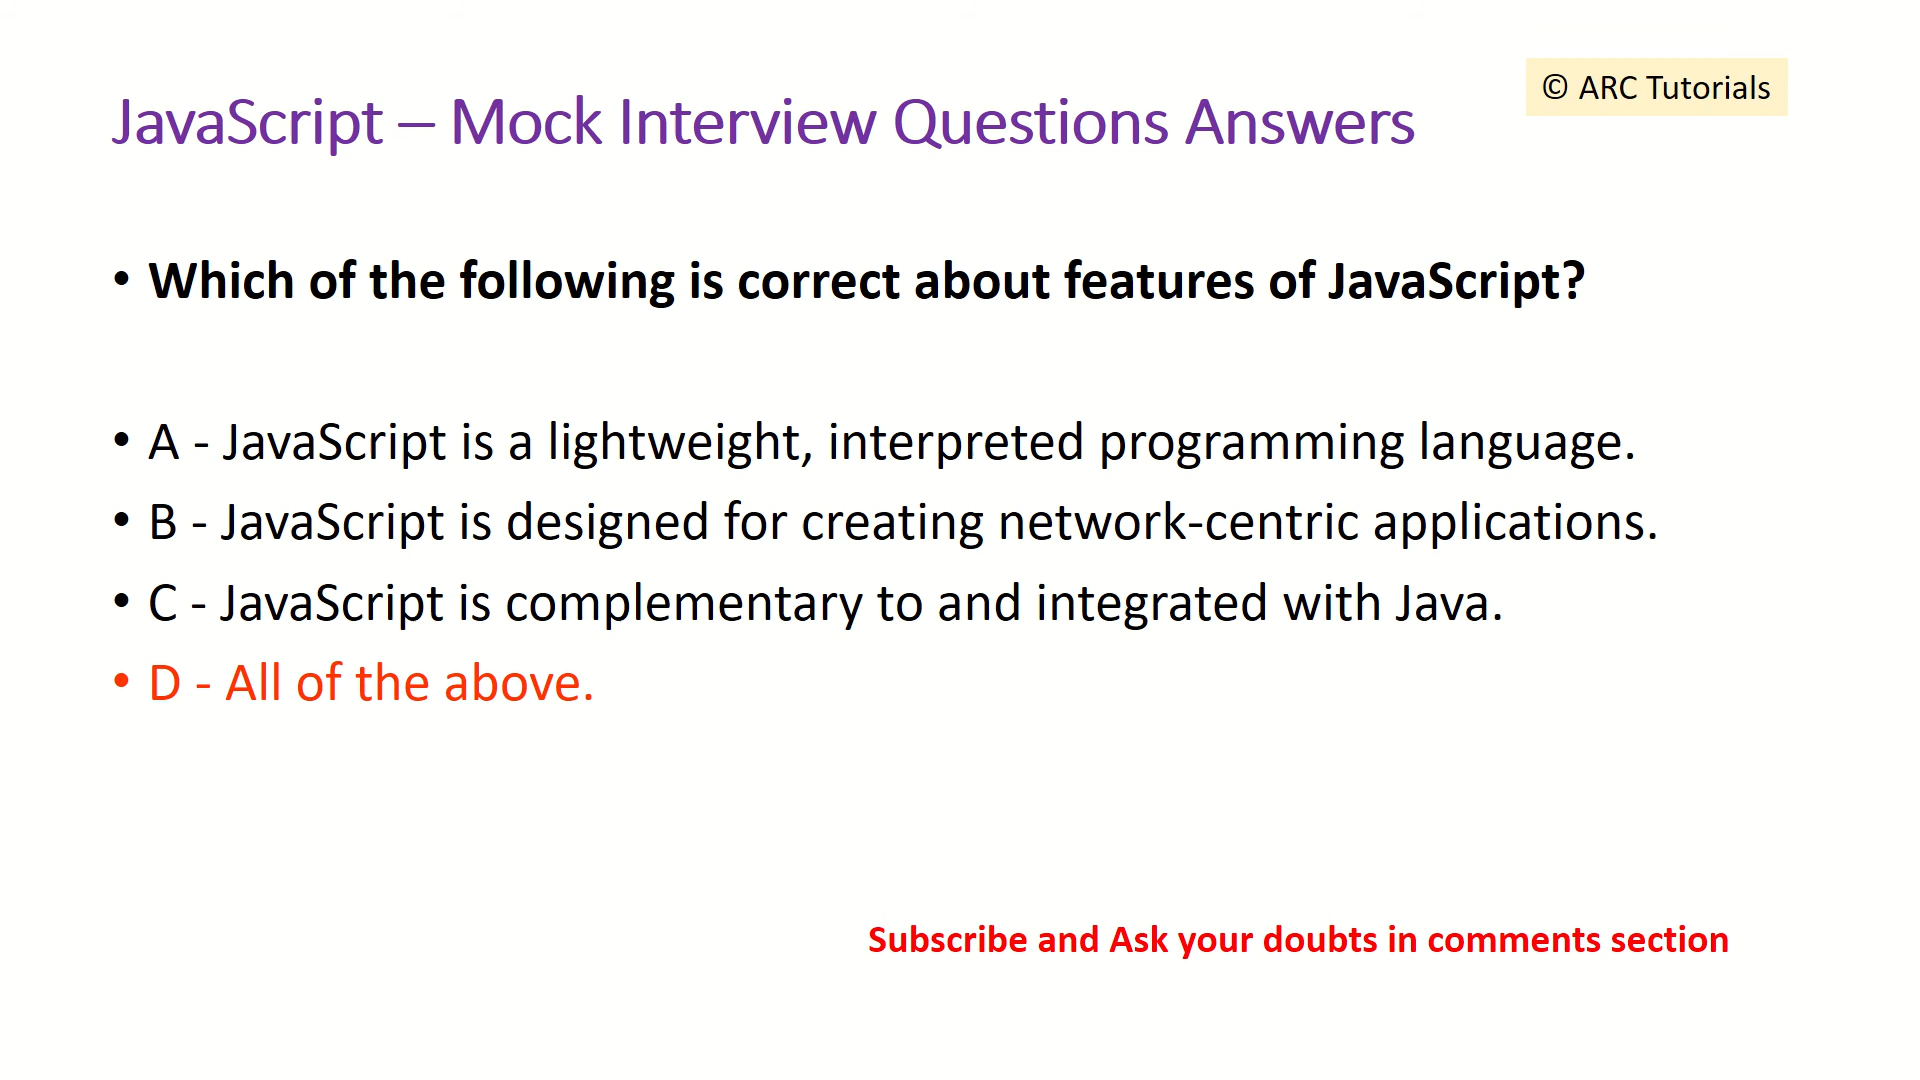 © ARC Tutorials
JavaScript – Mock Interview Questions Answers
• Which of the following is correct about features of JavaScript?
• A - JavaScript is a lightweight, interpreted programming language.
• B - JavaScript is designed for creating network-centric applications.
• C - JavaScript is complementary to and integrated with Java.
• D - All of the above.
Subscribe and Ask your doubts in comments section